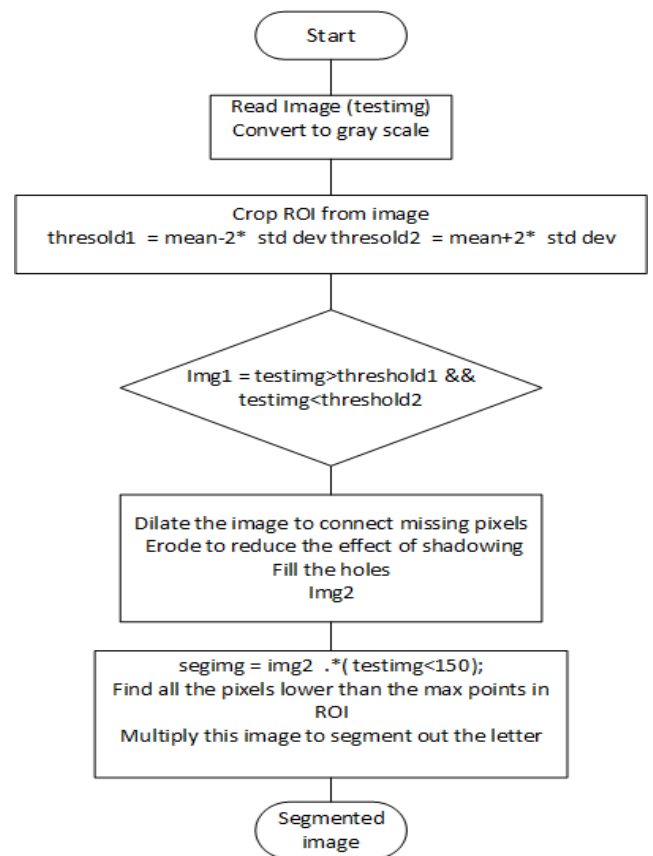 Start
Read Image (testimg)
Convert to gray scale
Crop ROI from image
thresold1 = mean-2* std dev thresold2 = mean+2* std dev
Img1 = testimg>threshold1 &&
testimg<threshold2
Dilate the image to connect missing pixels
Erode to reduce the effect of shadowing
Fill the holes
Img2
segimg = img2 .*( testimg<150);
Find all the pixels lower than the max points in
ROI
Multiply this image to segment out the letter
Segmented
image